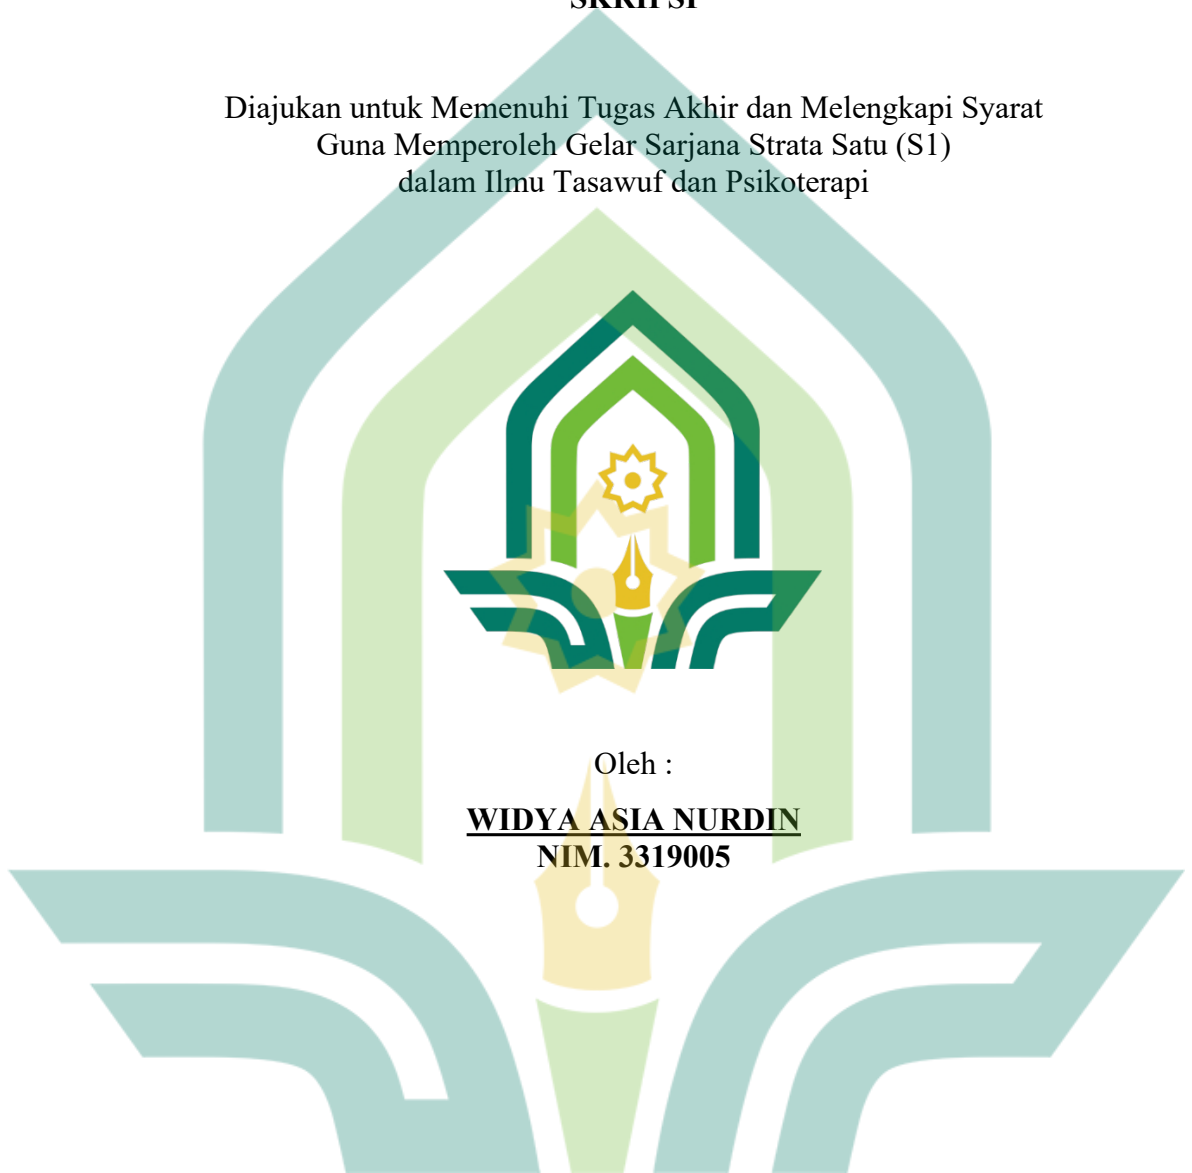 SKRIPSI
Diajukan untuk Memenuhi Tugas Akhir dan Melengkapi Syarat
Guna Memperoleh Gelar Sarjana Strata Satu (S1)
dalam Ilmu Tasawuf dan Psikoterapi
Oleh :
WIDYA ASIA NURDIN
NIM. 3319005